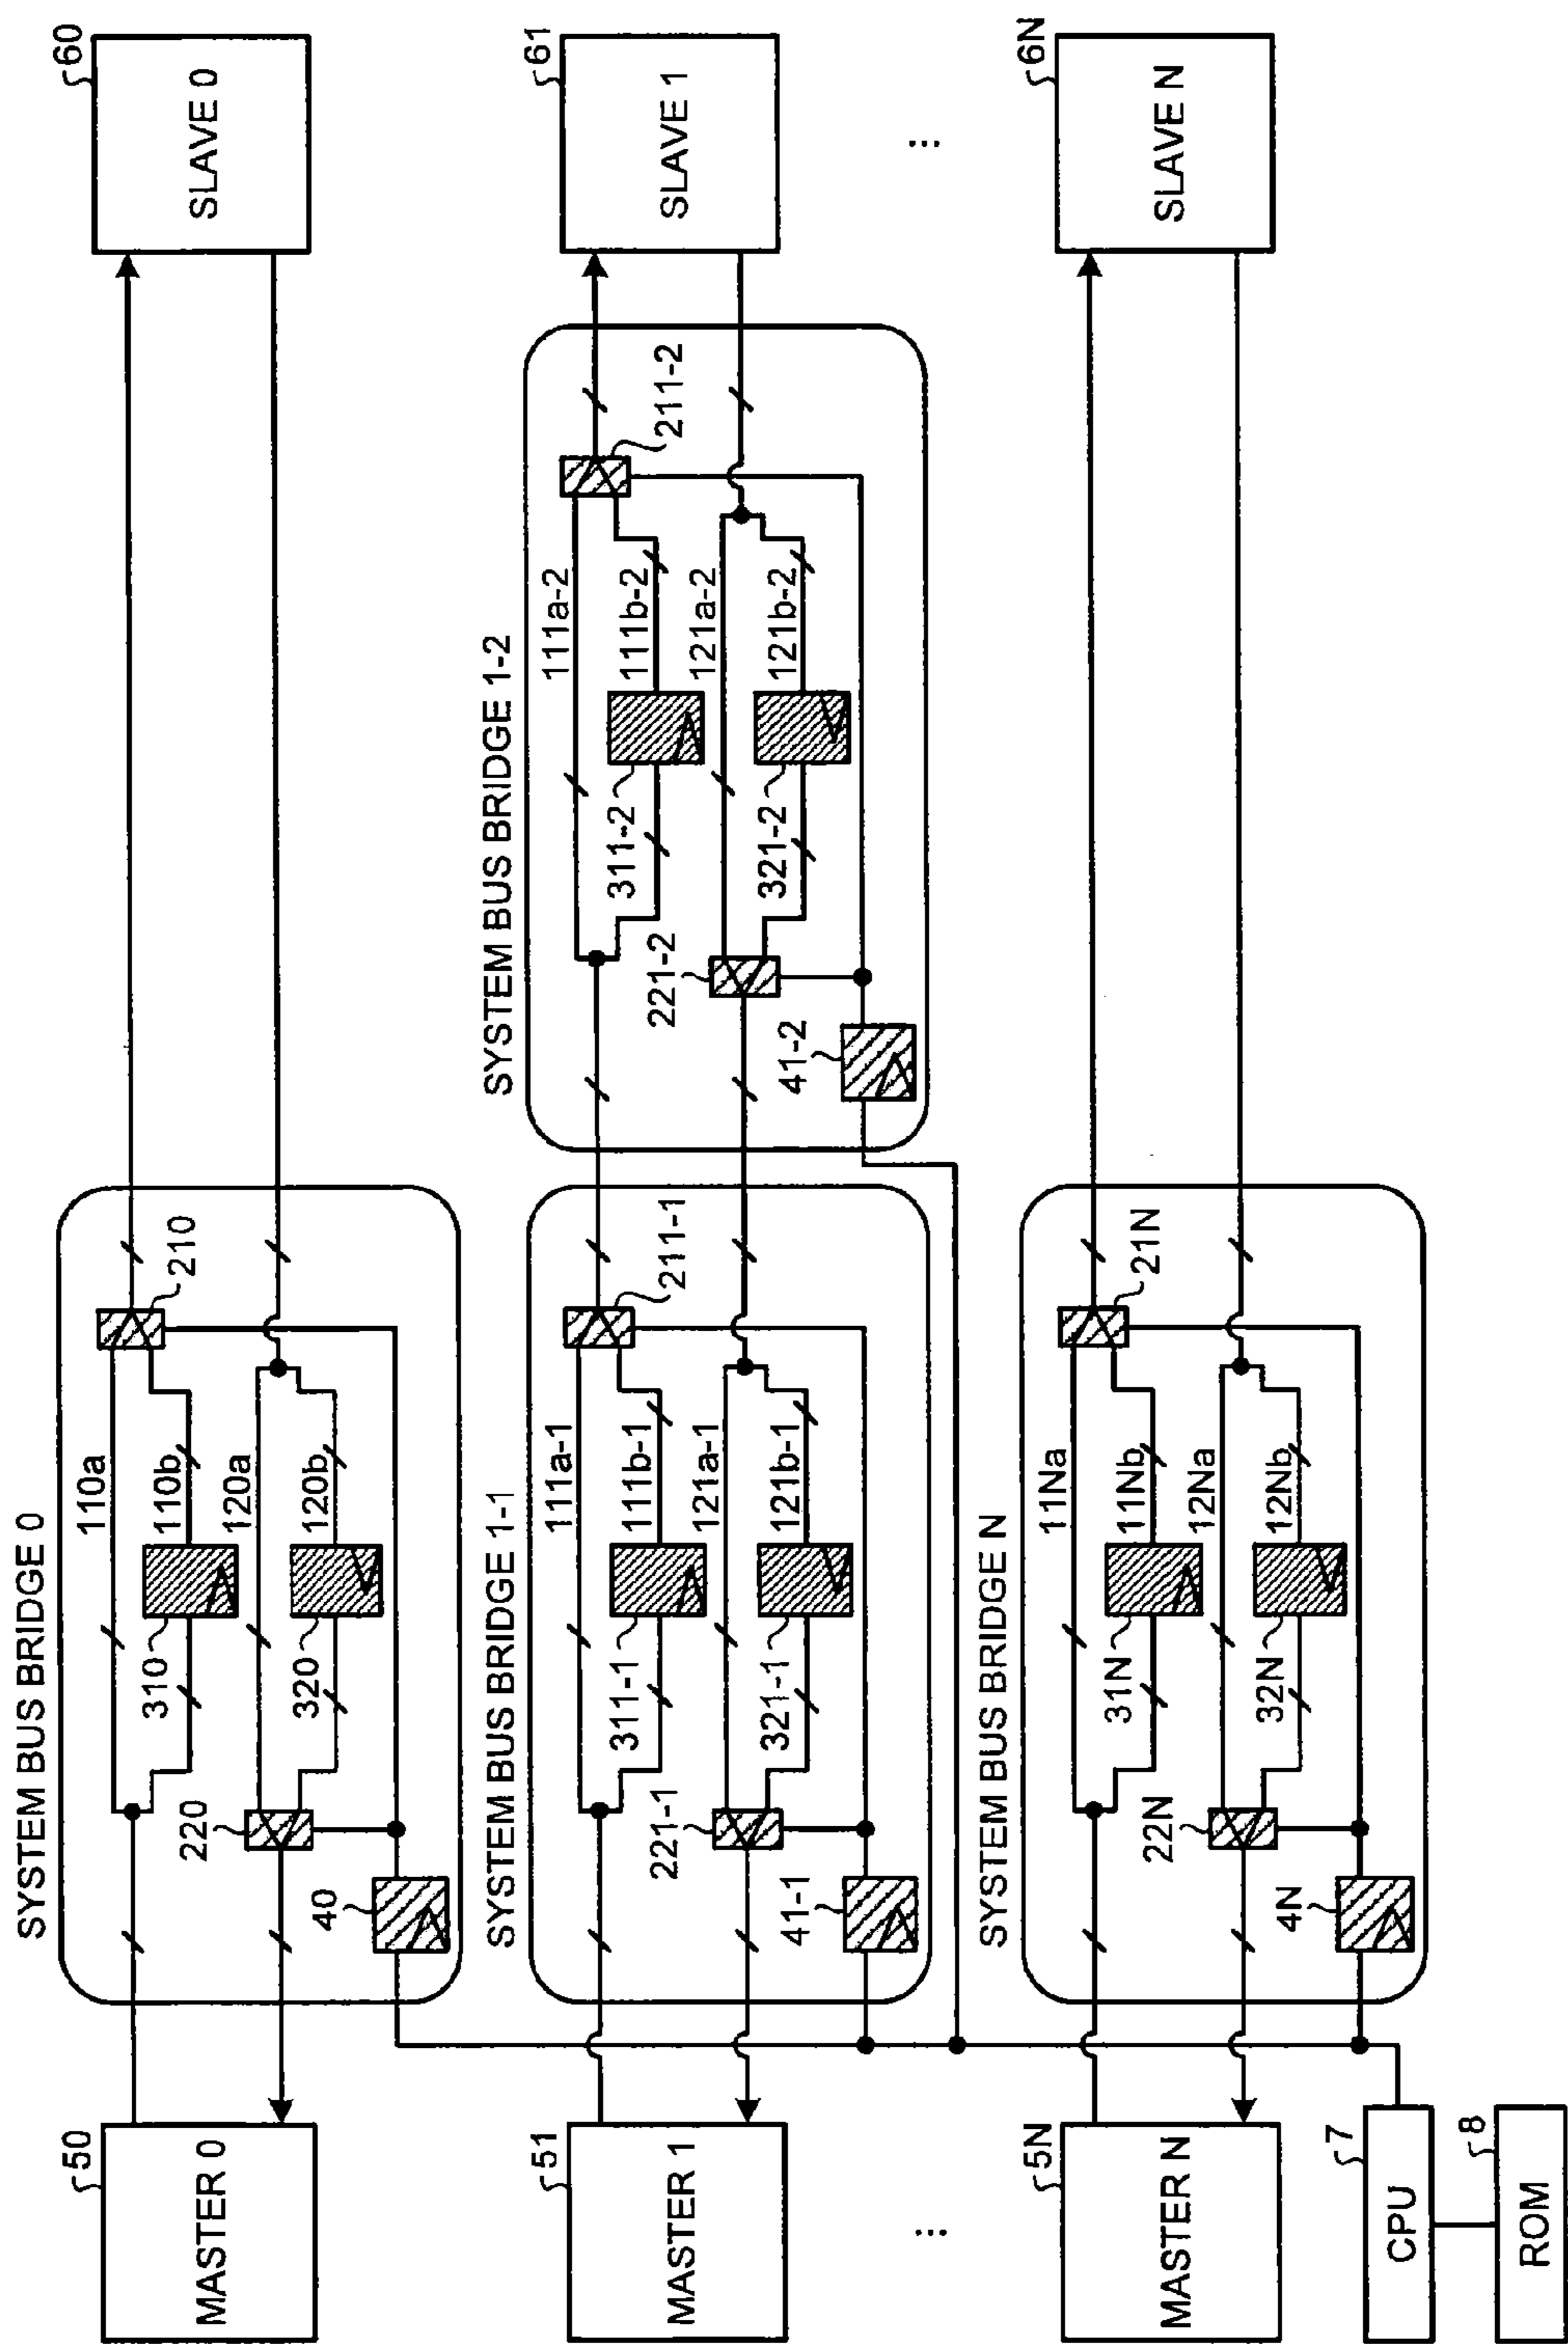 SYSTEM BUS BRIDGE 0
50
MASTER 0
220
40
310
320
110a
110b
120a
120b
210
60
SLAVE 0
SYSTEM BUS BRIDGE 1-1
51
MASTER 1
221-1
41-1
311-1
321-1
111a-1
111b-1
121a-1
121b-1
211-1
SYSTEM BUS BRIDGE 1-2
221-2
41-2
311-2
321-2
111a-2
111b-2
121a-2
121b-2
211-2
61
SLAVE 1
...
...
SYSTEM BUS BRIDGE N
5N
MASTER N
22N
4N
31N
32N
11Na
11Nb
12Na
12Nb
21N
6N
SLAVE N
7
CPU
8
ROM